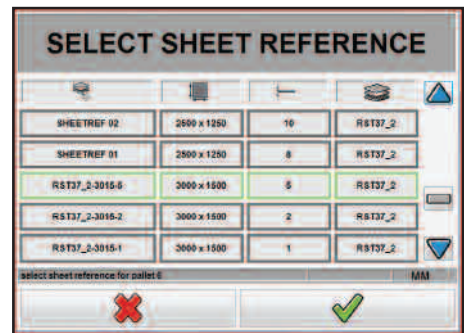 SELECT SHEET REFERENCE
SHEETREF 02 2500 x 1250 10 RST37_2
SHEETREF 01 2500 x 1250 8 RST37_2
RST37_2-3015-5 3000 x 1500 5 RST37_2
RST37_2-3015-2 3000 x 1500 2 RST37_2
RST37_2-3015-1 3000 x 1500 1 RST37_2
select sheet reference for pallet 6 MM